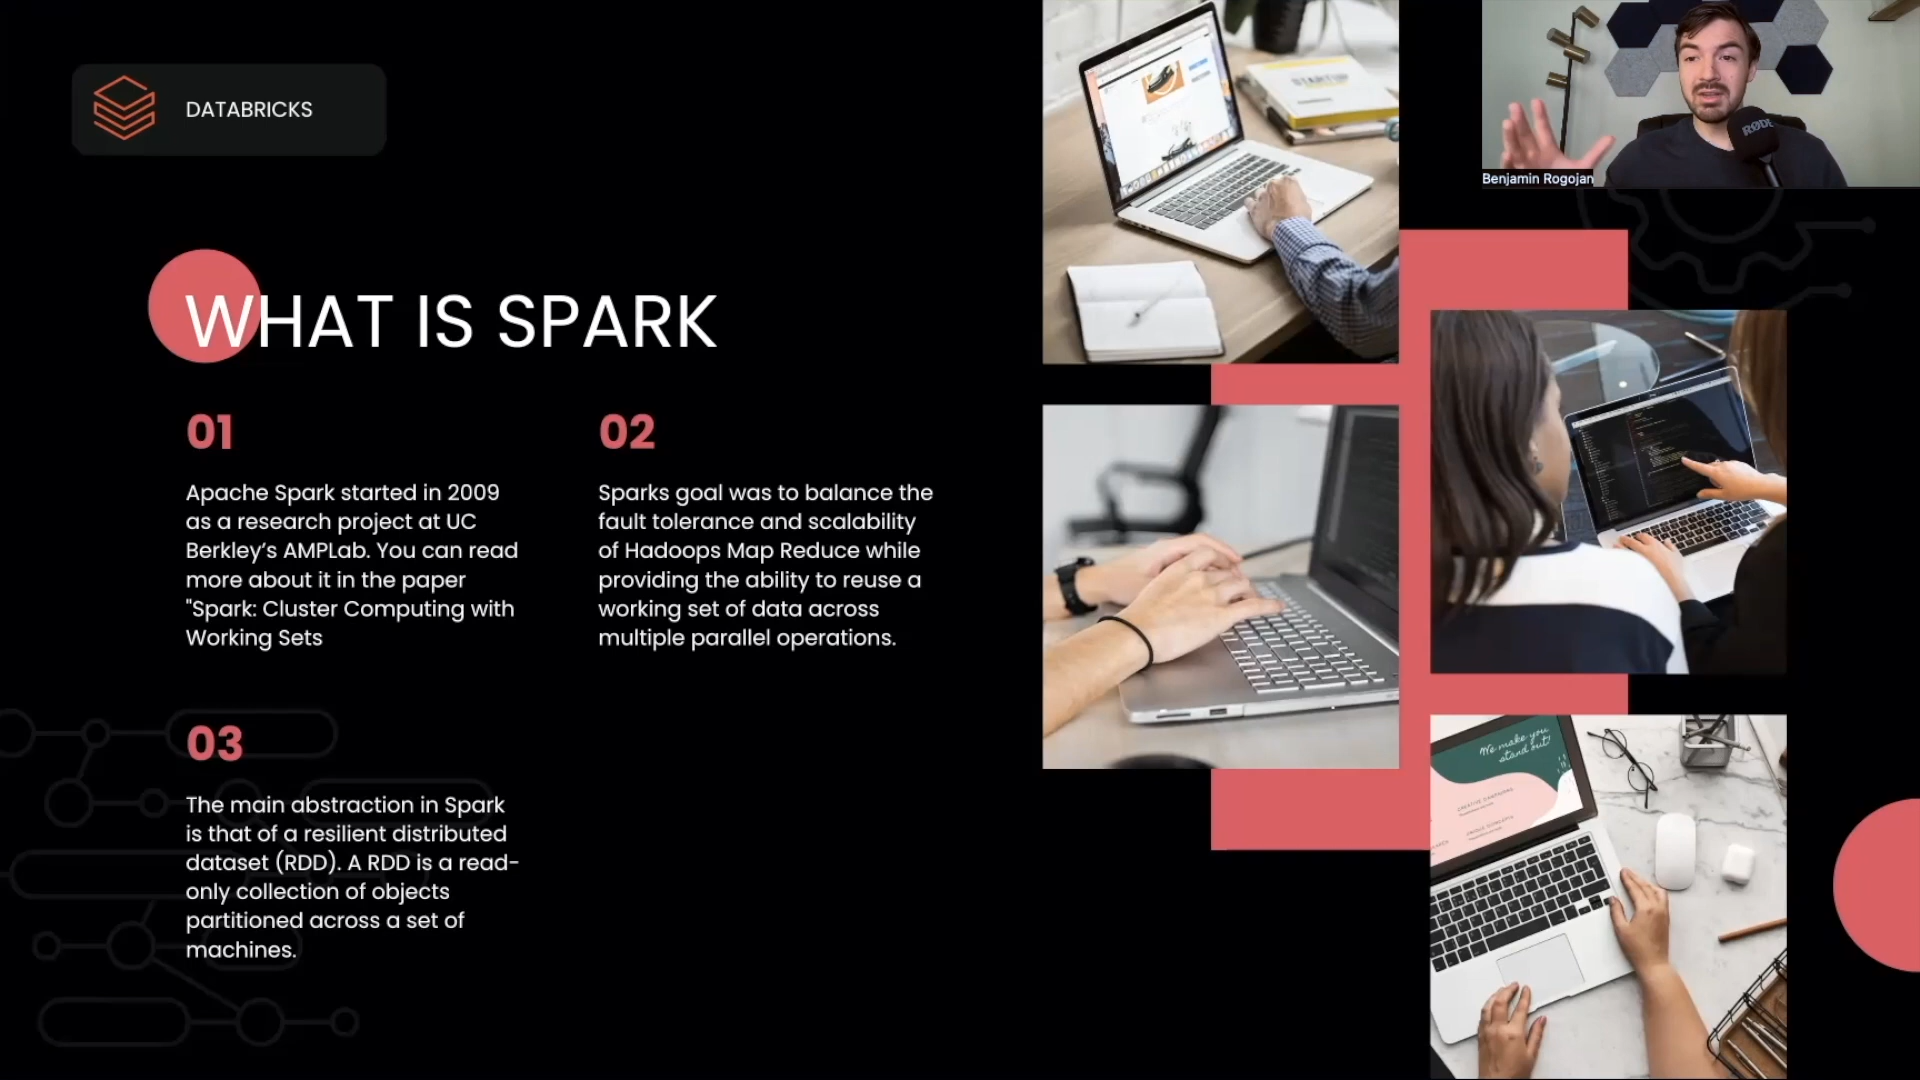 DATABRICKS
WHAT IS SPARK
01
Apache Spark started in 2009
as a research project at UC
Berkley’s AMPLab. You can read
more about it in the paper
"Spark: Cluster Computing with
Working Sets
02
Sparks goal was to balance the
fault tolerance and scalability
of Hadoops Map Reduce while
providing the ability to reuse a
working set of data across
multiple parallel operations.
03
The main abstraction in Spark
is that of a resilient distributed
dataset (RDD). A RDD is a read-
only collection of objects
partitioned across a set of
machines.
STARTUP
RØDE
Benjamin Rogojan
We make you
stand out!
CREATIVE CAMPAIGNS